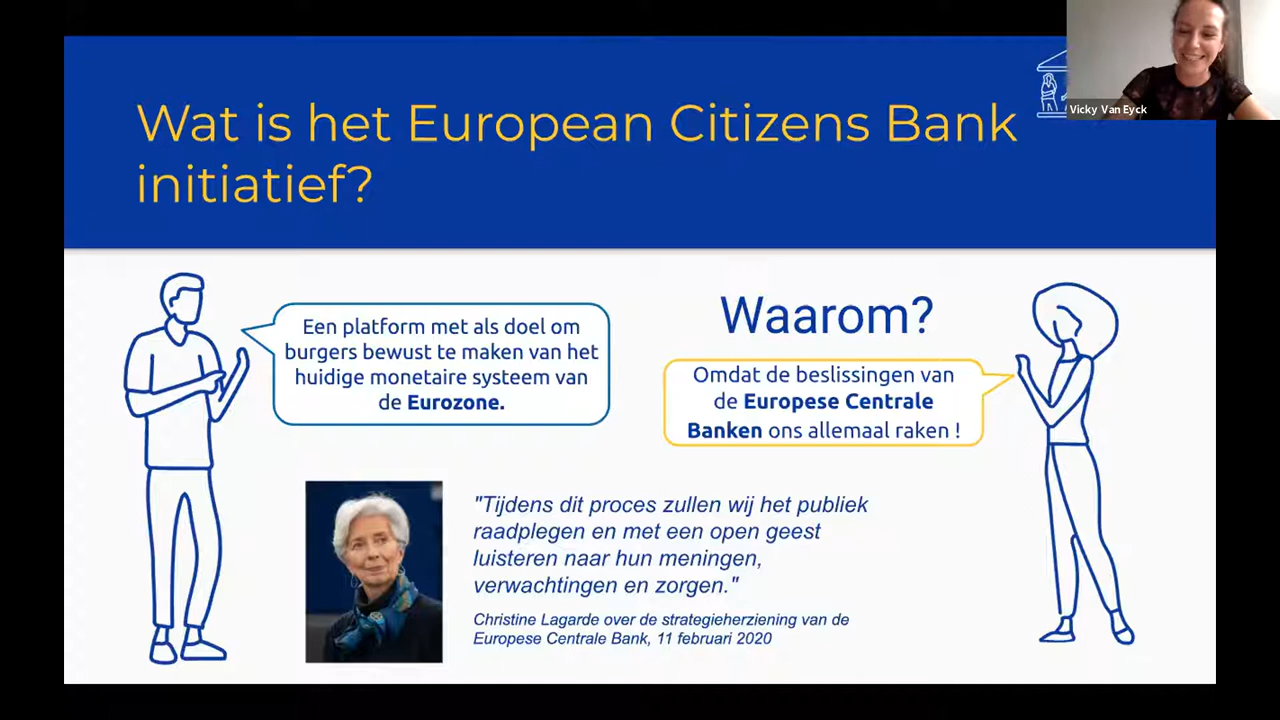 Wat is het European Citizens Bank
initiatief?
Vicky Van Eyck
Een platform met als doel om
burgers bewust te maken van het
huidige monetaire systeem van
de Eurozone.
Waarom?
Omdat de beslissingen van
de Europese Centrale
Banken ons allemaal raken !
"Tijdens dit proces zullen wij het publiek
raadplegen en met een open geest
luisteren naar hun meningen,
verwachtingen en zorgen."
Christine Lagarde over de strategieherziening van de
Europese Centrale Bank, 11 februari 2020